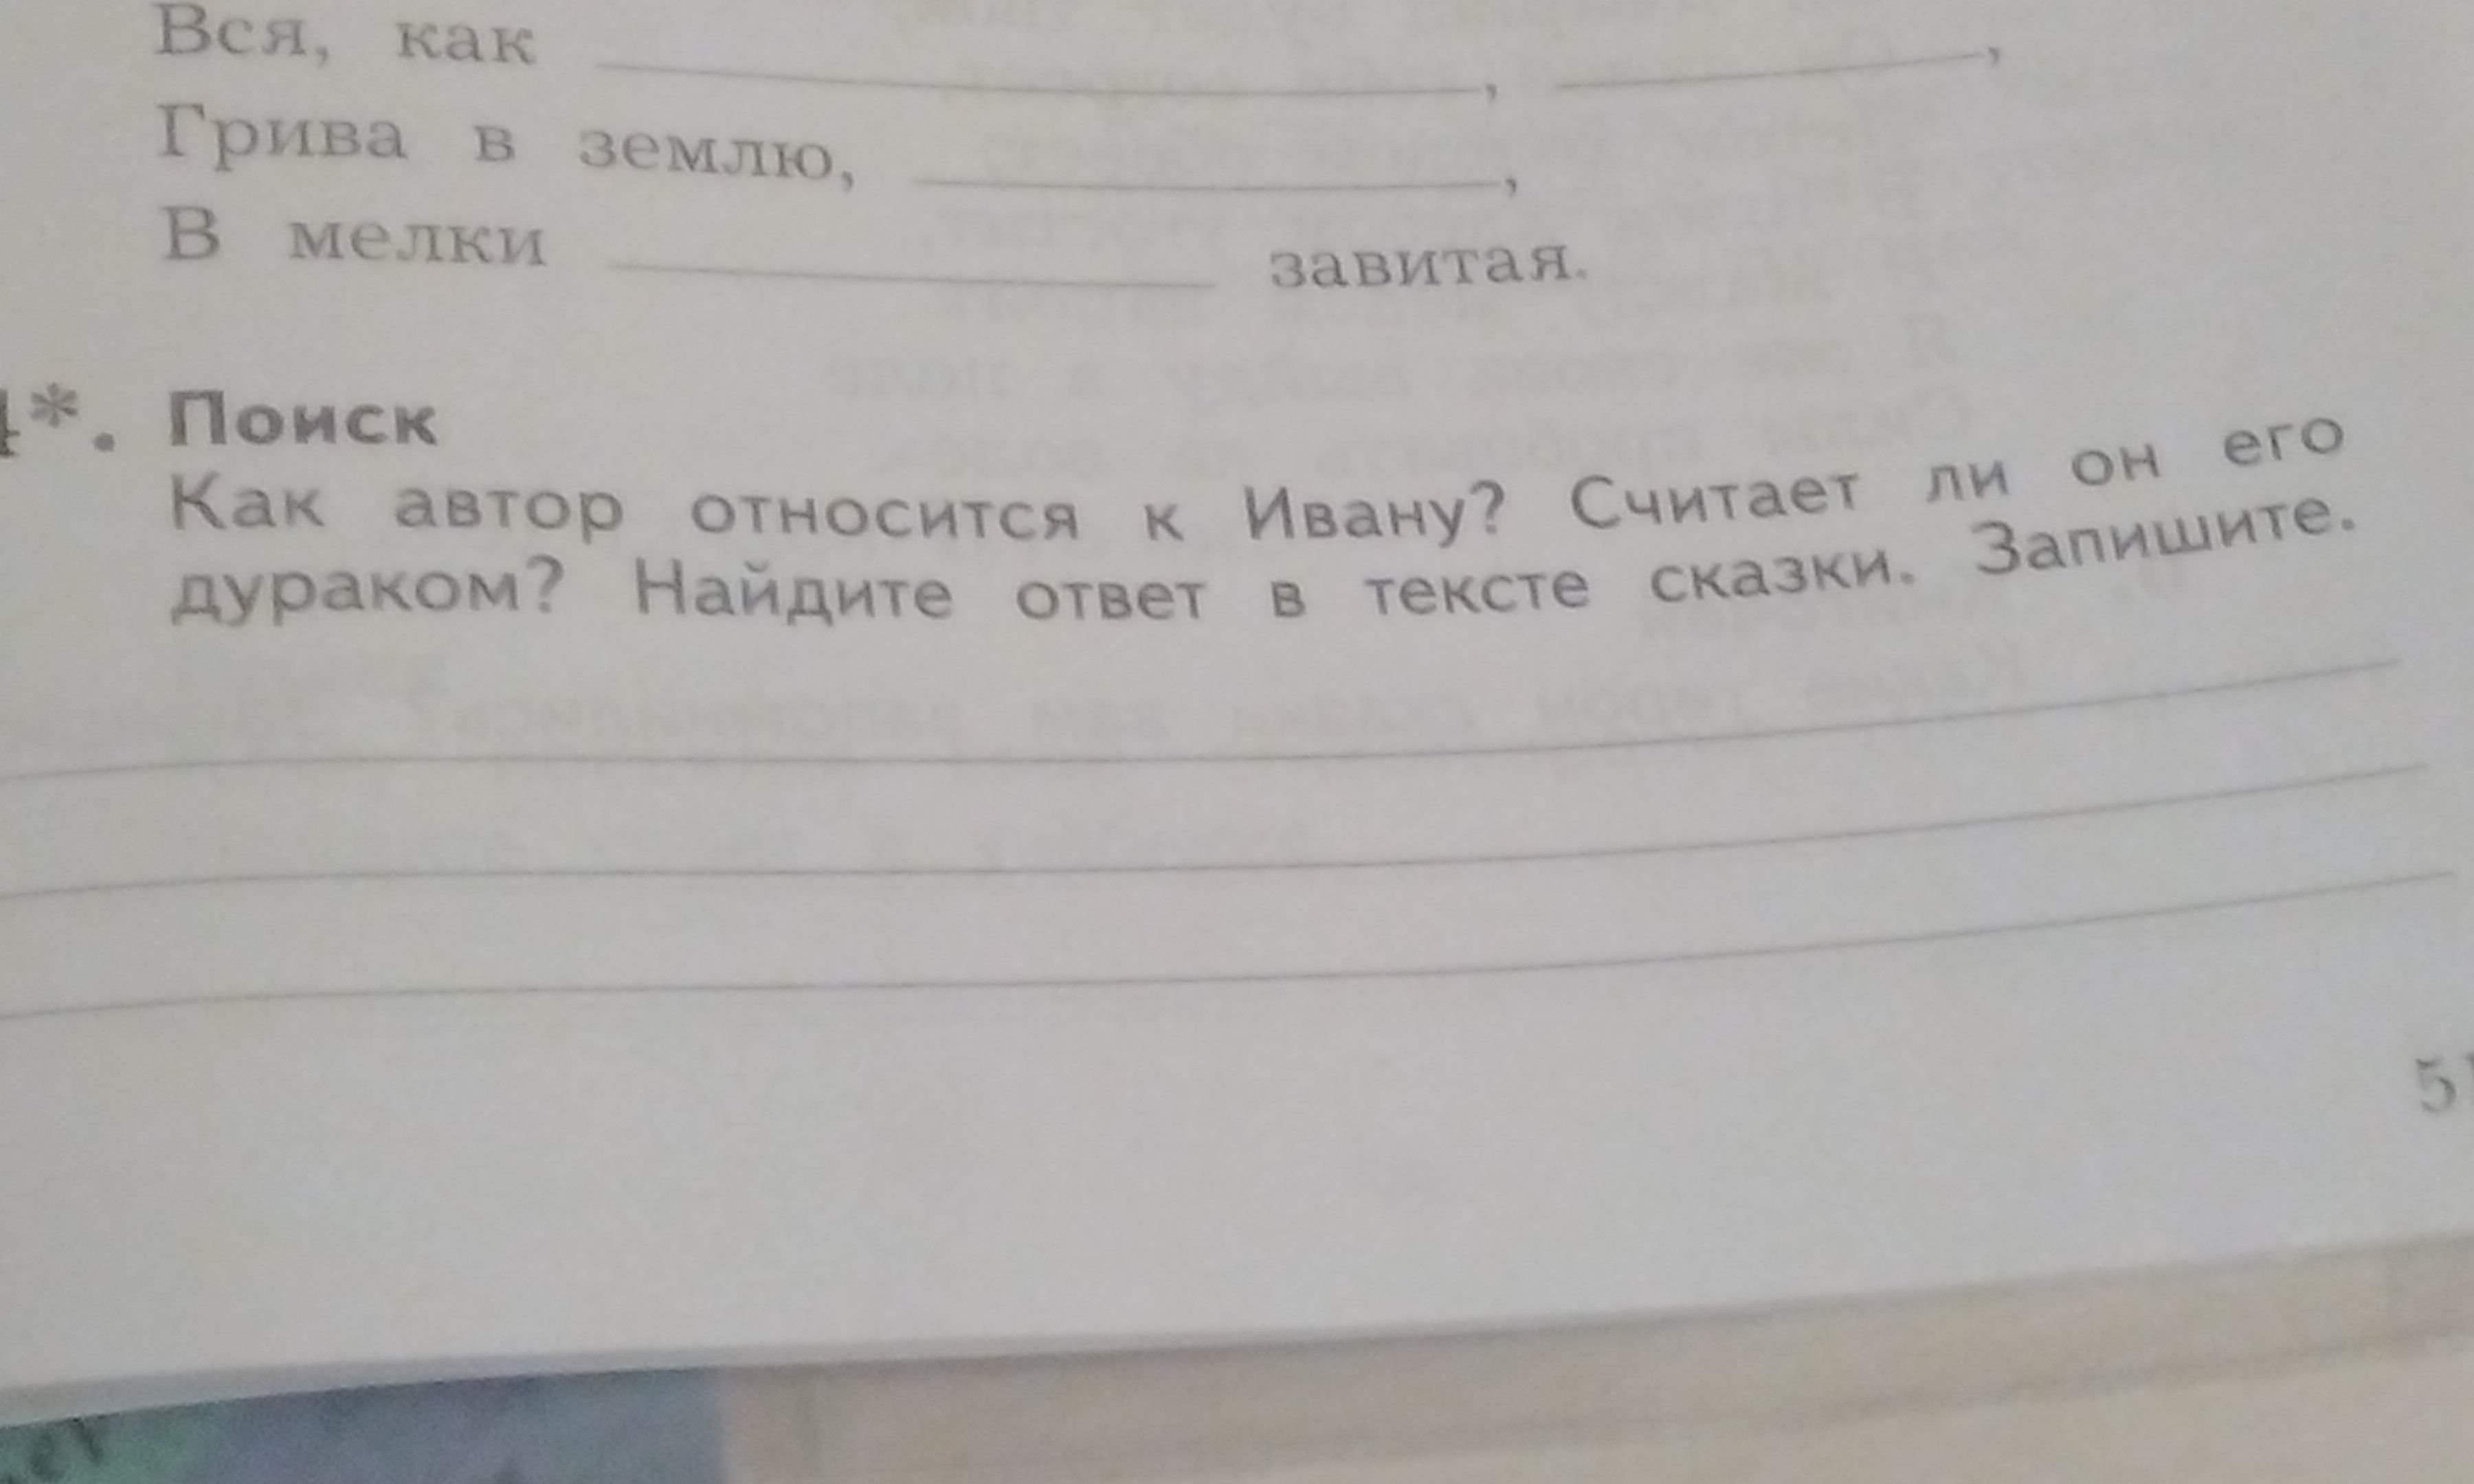 Вся, как ,  ,
Грива в землю,  ,
В мелки  завитая.
4*. Поиск
Как автор относится к Ивану? Считает ли он его
дураком? Найдите ответ в тексте сказки. Запишите.
51